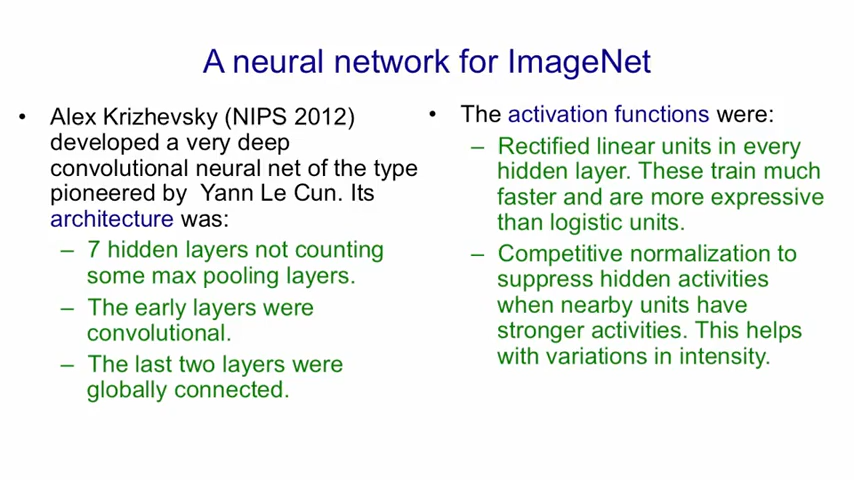 A neural network for ImageNet
• Alex Krizhevsky (NIPS 2012)
developed a very deep
convolutional neural net of the type
pioneered by Yann Le Cun. Its
architecture was:
– 7 hidden layers not counting
some max pooling layers.
– The early layers were
convolutional.
– The last two layers were
globally connected.
• The activation functions were:
– Rectified linear units in every
hidden layer. These train much
faster and are more expressive
than logistic units.
– Competitive normalization to
suppress hidden activities
when nearby units have
stronger activities. This helps
with variations in intensity.